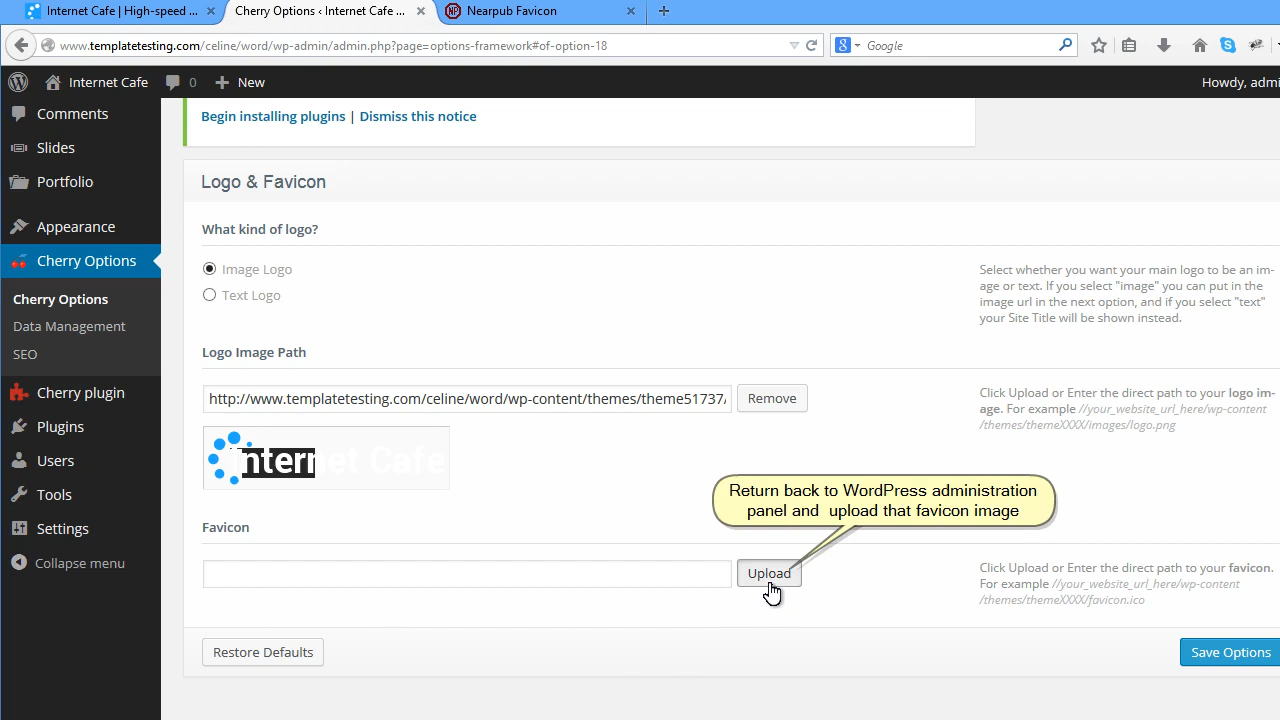 Internet Cafe | High-speed ...
Cherry Options ‹ Internet Cafe ...
Nearpub Favicon
www.templatetesting.com/celine/word/wp-admin/admin.php?page=options-framework#of-option-18
Google
Internet Cafe
0
New
Howdy, admi
Comments
Slides
Portfolio
Appearance
Cherry Options
Cherry Options
Data Management
SEO
Cherry plugin
Plugins
Users
Tools
Settings
Collapse menu
Begin installing plugins | Dismiss this notice
Logo & Favicon
What kind of logo?
Image Logo
Text Logo
Select whether you want your main logo to be an im-
age or text. If you select "image" you can put in the
image url in the next option, and if you select "text"
your Site Title will be shown instead.
Logo Image Path
http://www.templatetesting.com/celine/word/wp-content/themes/theme51737/
Remove
Click Upload or Enter the direct path to your logo im-
age. For example //your_website_url_here/wp-content
/themes/themeXXXX/images/logo.png
Internet Cafe
Return back to WordPress administration
panel and upload that favicon image
Favicon
Upload
Click Upload or Enter the direct path to your favicon.
For example //your_website_url_here/wp-content
/themes/themeXXXX/favicon.ico
Restore Defaults
Save Options